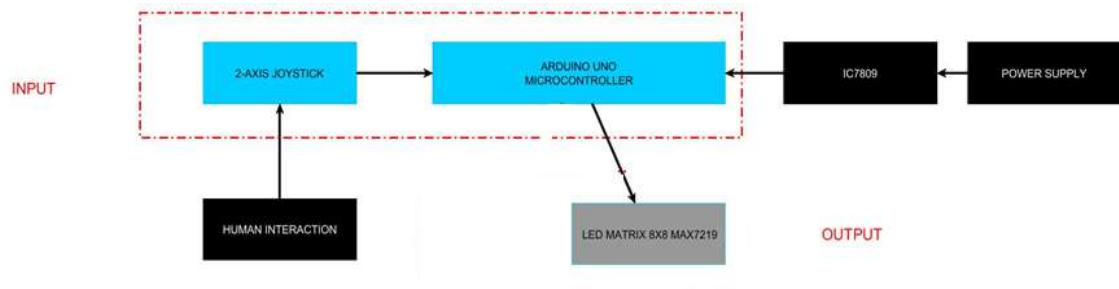 2-AXIS JOYSTICK
ARDUINO UNO
MICROCONTROLLER
IC7809
POWER SUPPLY
INPUT
HUMAN INTERACTION
LED MATRIX 8X8 MAX7219
OUTPUT